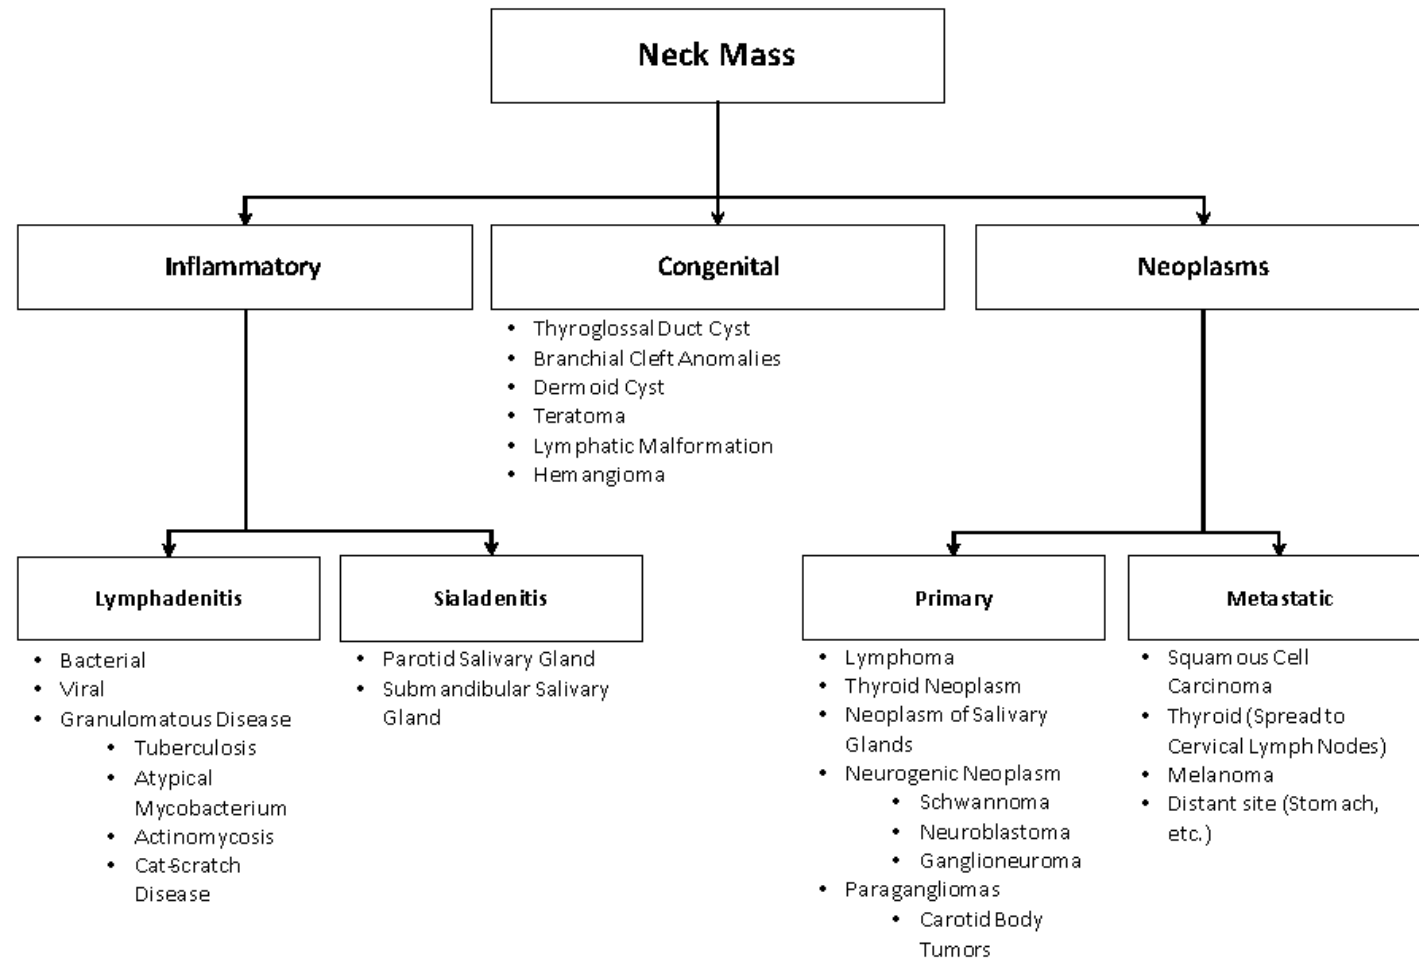 Neck Mass
Inflammatory
Congenital
Neoplasms
• Thyroglossal Duct Cyst
• Branchial Cleft Anomalies
• Dermoid Cyst
• Teratoma
• Lymphatic Malformation
• Hemangioma
Lymphadenitis
• Bacterial
• Viral
• Granulomatous Disease
• Tuberculosis
• Atypical
Mycobacterium
• Actinomycosis
• Cat-Scratch
Disease
Sialadenitis
• Parotid Salivary Gland
• Submandibular Salivary
Gland
Primary
• Lymphoma
• Thyroid Neoplasm
• Neoplasm of Salivary
Glands
• Neurogenic Neoplasm
• Schwannoma
• Neuroblastoma
• Ganglioneuroma
• Paragangliomas
• Carotid Body
Tumors
Metastatic
• Squamous Cell
Carcinoma
• Thyroid (Spread to
Cervical Lymph Nodes)
• Melanoma
• Distant site (Stomach,
etc.)